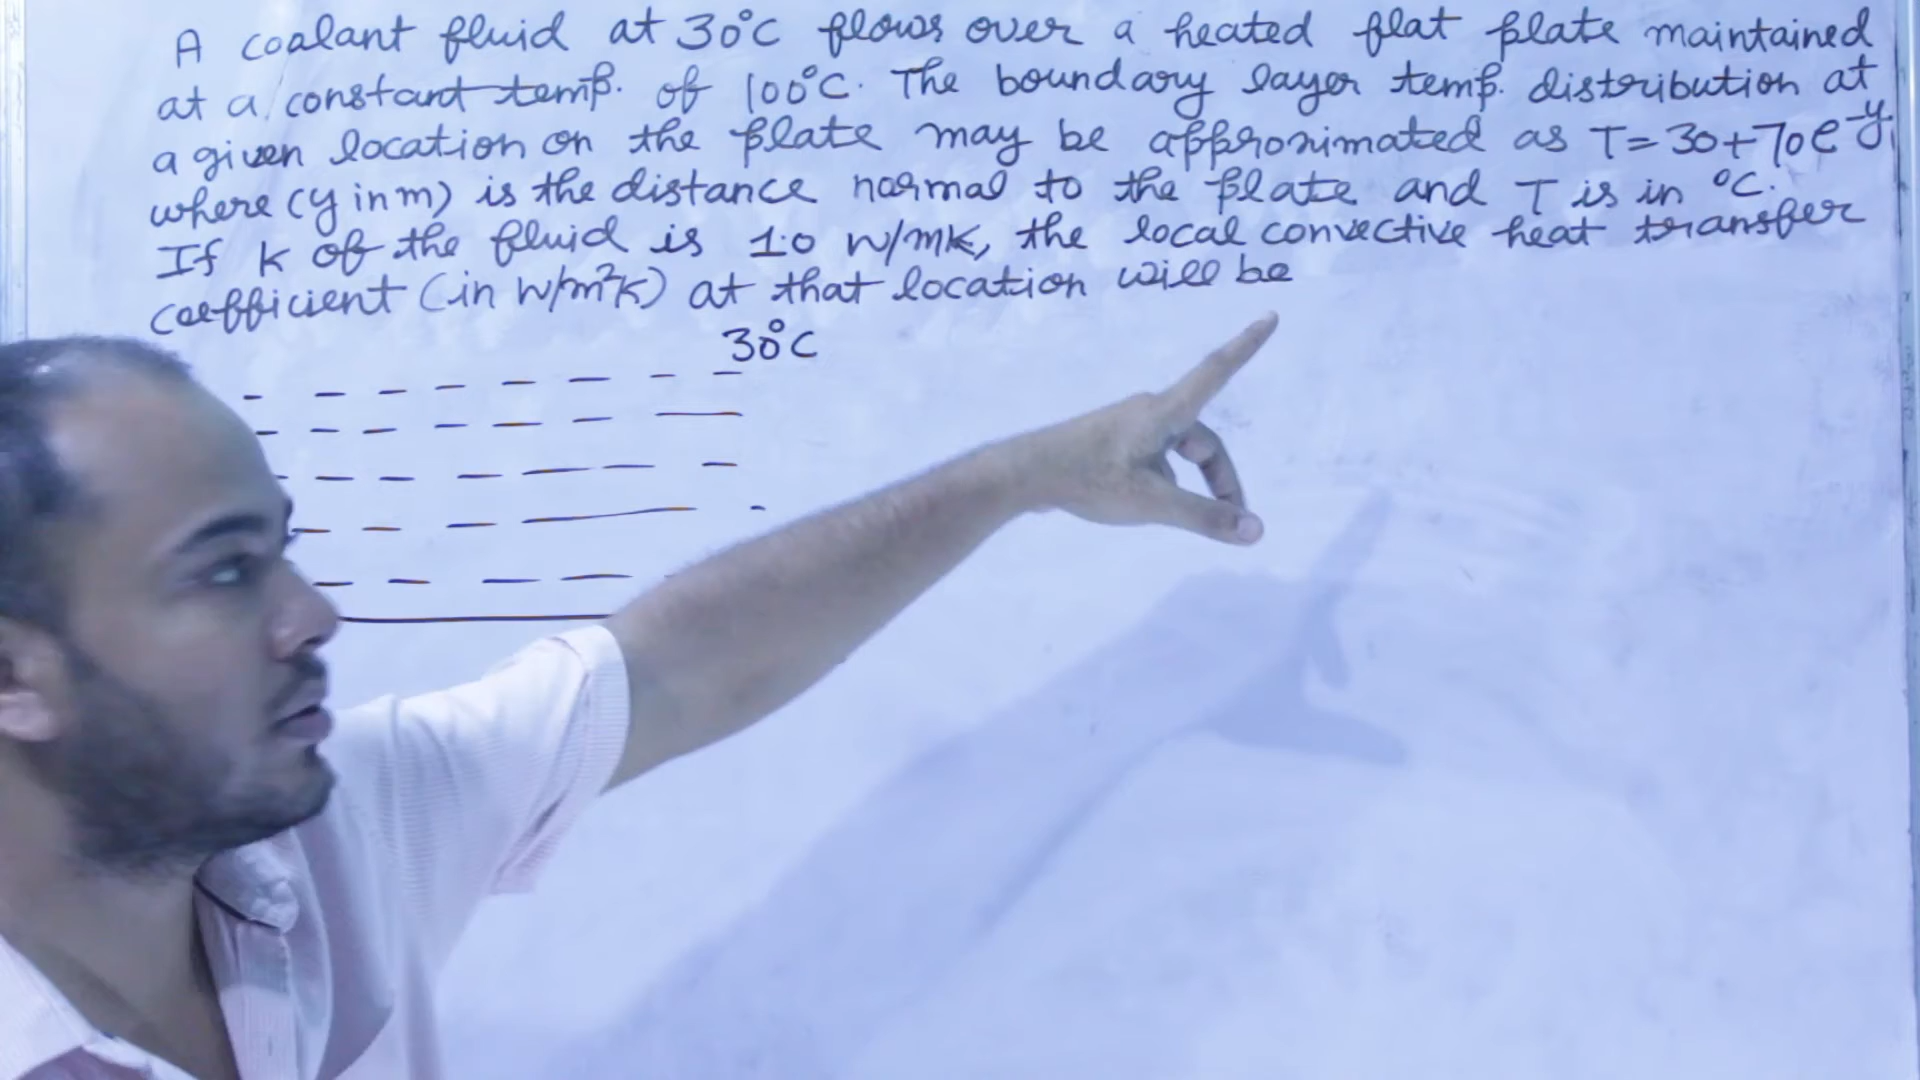 A coalant fluid at 30°C flows over a heated flat plate maintained
at a constant temp. of 100°C. The boundary layer temp. distribution at
a given location on the plate may be approximated as T=30+70e^-y,
where (y in m) is the distance normal to the plate and T is in °C.
If K of the fluid is 1.0 W/mK, the local convective heat transfer
coefficient (in W/m²K) at that location will be
30°C